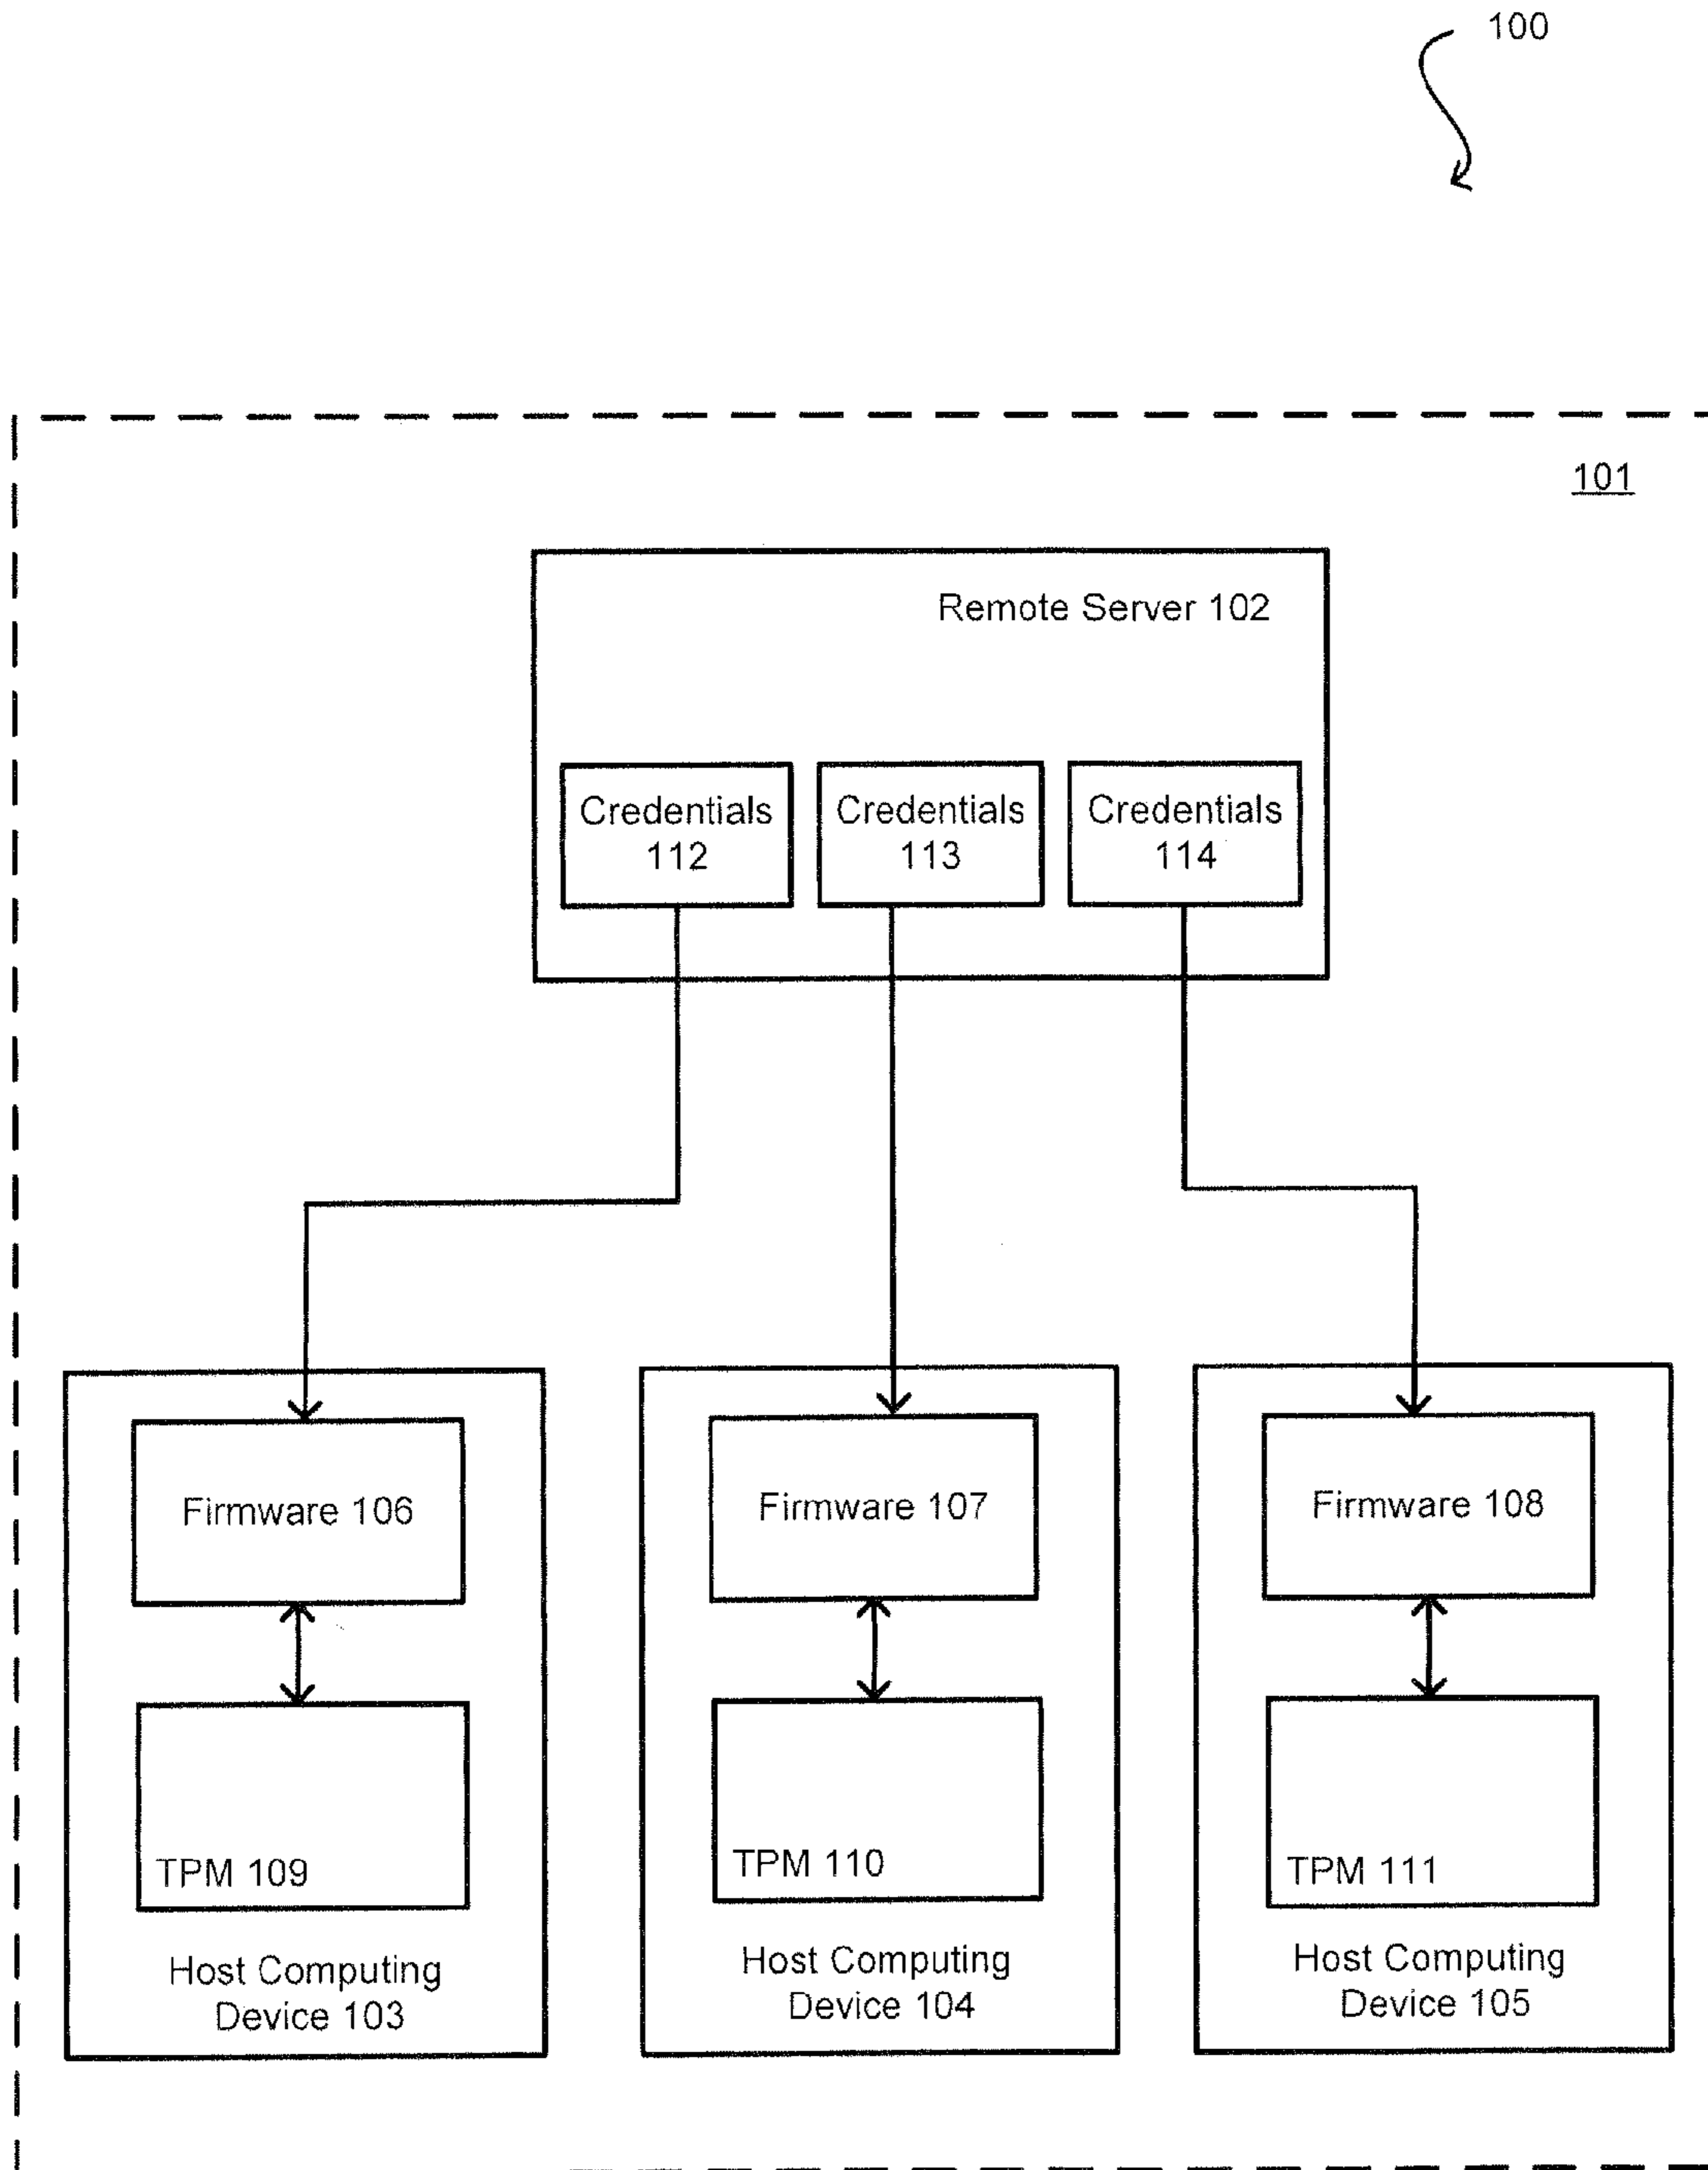 100
101
Remote Server 102
Credentials
112
Credentials
113
Credentials
114
Firmware 106
Firmware 107
Firmware 108
TPM 109
TPM 110
TPM 111
Host Computing
Device 103
Host Computing
Device 104
Host Computing
Device 105